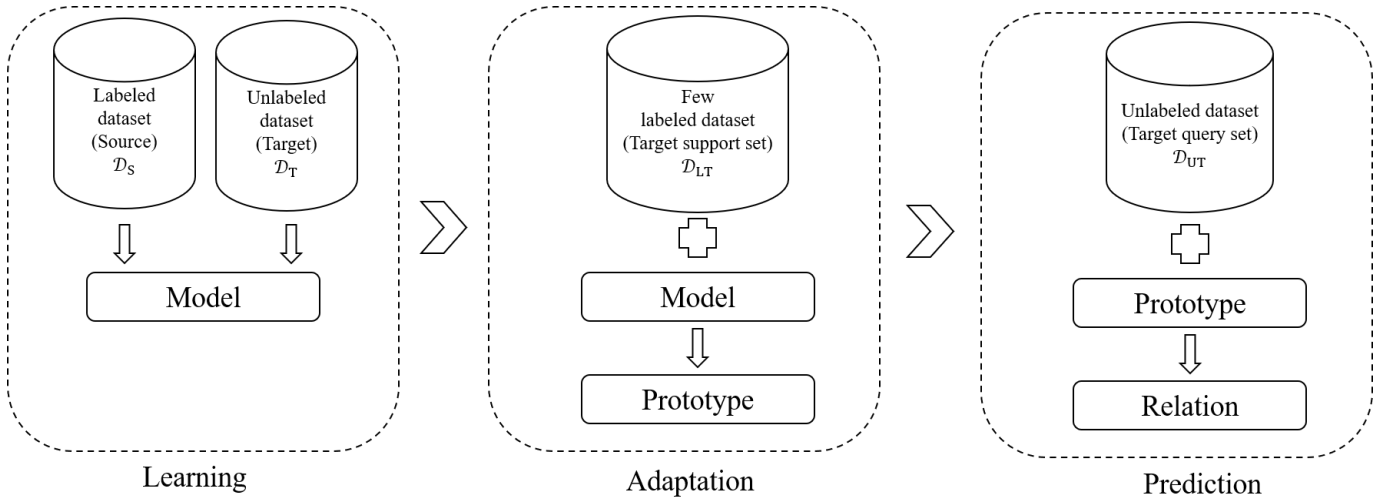 Labeled
dataset
(Source)
𝒟S
Unlabeled
dataset
(Target)
𝒟T
Model
Learning
Few
labeled dataset
(Target support set)
𝒟LT
Model
Prototype
Adaptation
Unlabeled dataset
(Target query set)
𝒟UT
Prototype
Relation
Prediction